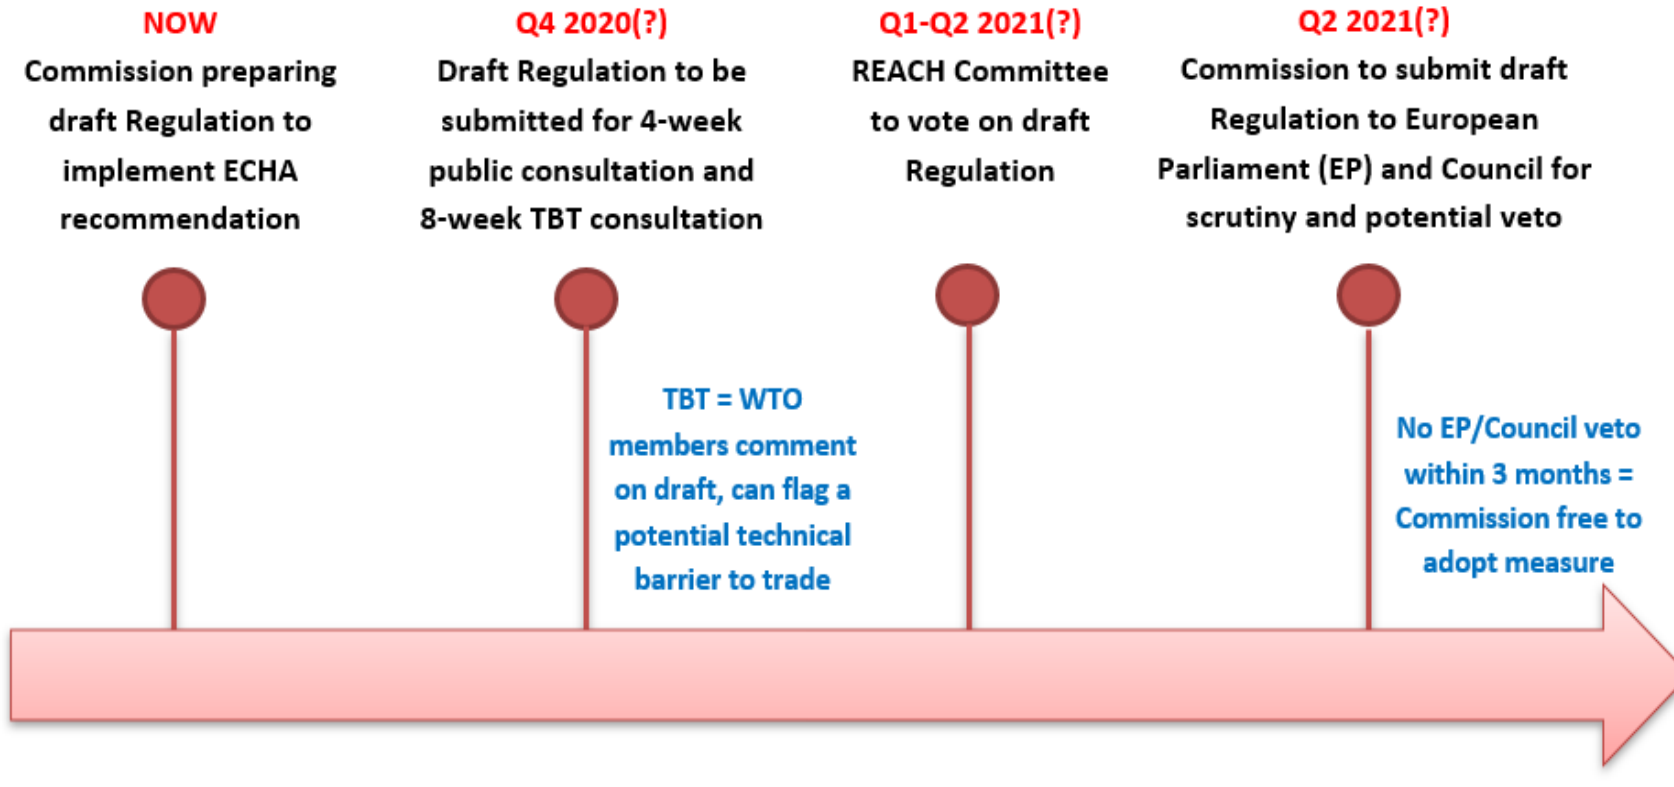 NOW
Commission preparing
draft Regulation to
implement ECHA
recommendation
Q4 2020(?)
Draft Regulation to be
submitted for 4-week
public consultation and
8-week TBT consultation
Q1-Q2 2021(?)
REACH Committee
to vote on draft
Regulation
Q2 2021(?)
Commission to submit draft
Regulation to European
Parliament (EP) and Council for
scrutiny and potential veto
TBT = WTO
members comment
on draft, can flag a
potential technical
barrier to trade
No EP/Council veto
within 3 months =
Commission free to
adopt measure